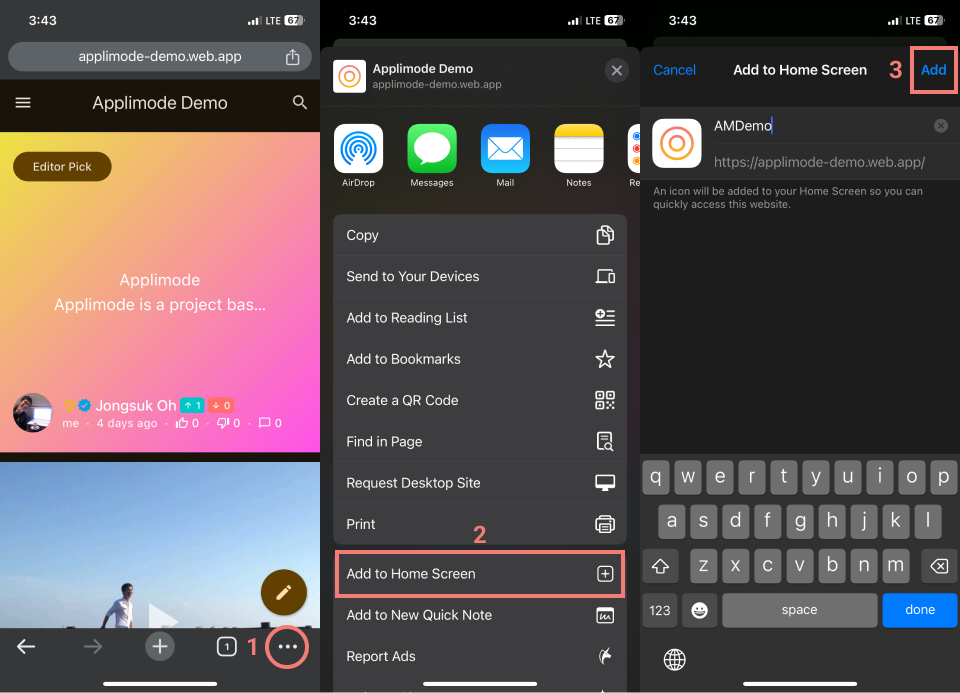 3:43
LTE 67
applimode-demo.web.app
Applimode Demo
Editor Pick
Applimode
Applimode is a project bas...
Jongsuk Oh ↑ 1 ↓ 0
me · 4 days ago · 0 · 0 · 0
1
1
3:43
LTE 67
Applimode Demo
applimode-demo.web.app
AirDrop
Messages
Mail
Notes
Re
Copy
Send to Your Devices
Add to Reading List
Add to Bookmarks
Create a QR Code
Find in Page
Request Desktop Site
Print
2
Add to Home Screen
Add to New Quick Note
Report Ads
3:43
LTE 67
Cancel
Add to Home Screen
3
Add
AMDemo
https://applimode-demo.web.app/
An icon will be added to your Home Screen so you can
quickly access this website.
q w e r t y u i o p
a s d f g h j k l
z x c v b n m
123
space
done